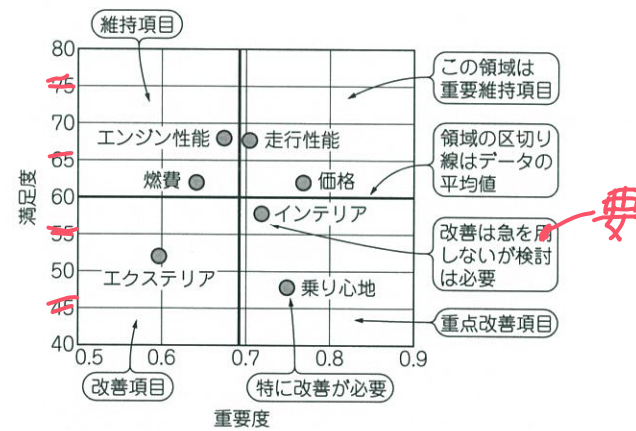 維持項目
80
75
70
65
60
55
50
45
40
満足度
エンジン性能
走行性能
燃費
価格
インテリア
エクステリア
乗り心地
この領域は
重要維持項目
領域の区切り
線はデータの
平均値
改善は急を用
しないが検討
は必要
要
重点改善項目
0.5
0.6
0.7
0.8
0.9
改善項目
特に改善が必要
重要度